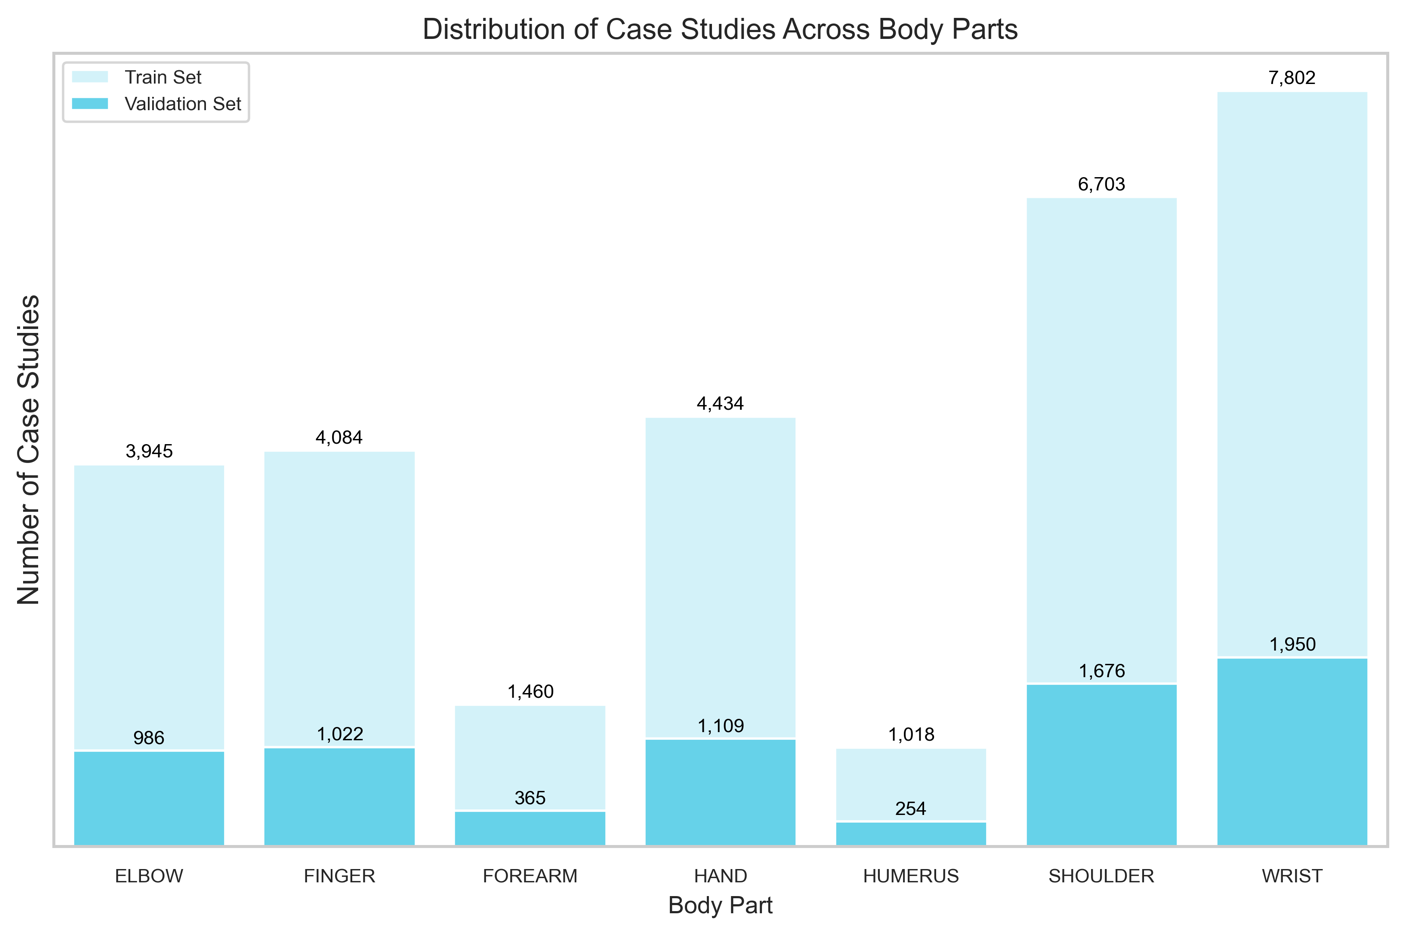 Distribution of Case Studies Across Body Parts
Train Set
Validation Set
Number of Case Studies
3,945
4,084
1,460
4,434
1,018
6,703
7,802
986
1,022
365
1,109
254
1,676
1,950
ELBOW
FINGER
FOREARM
HAND
HUMERUS
SHOULDER
WRIST
Body Part